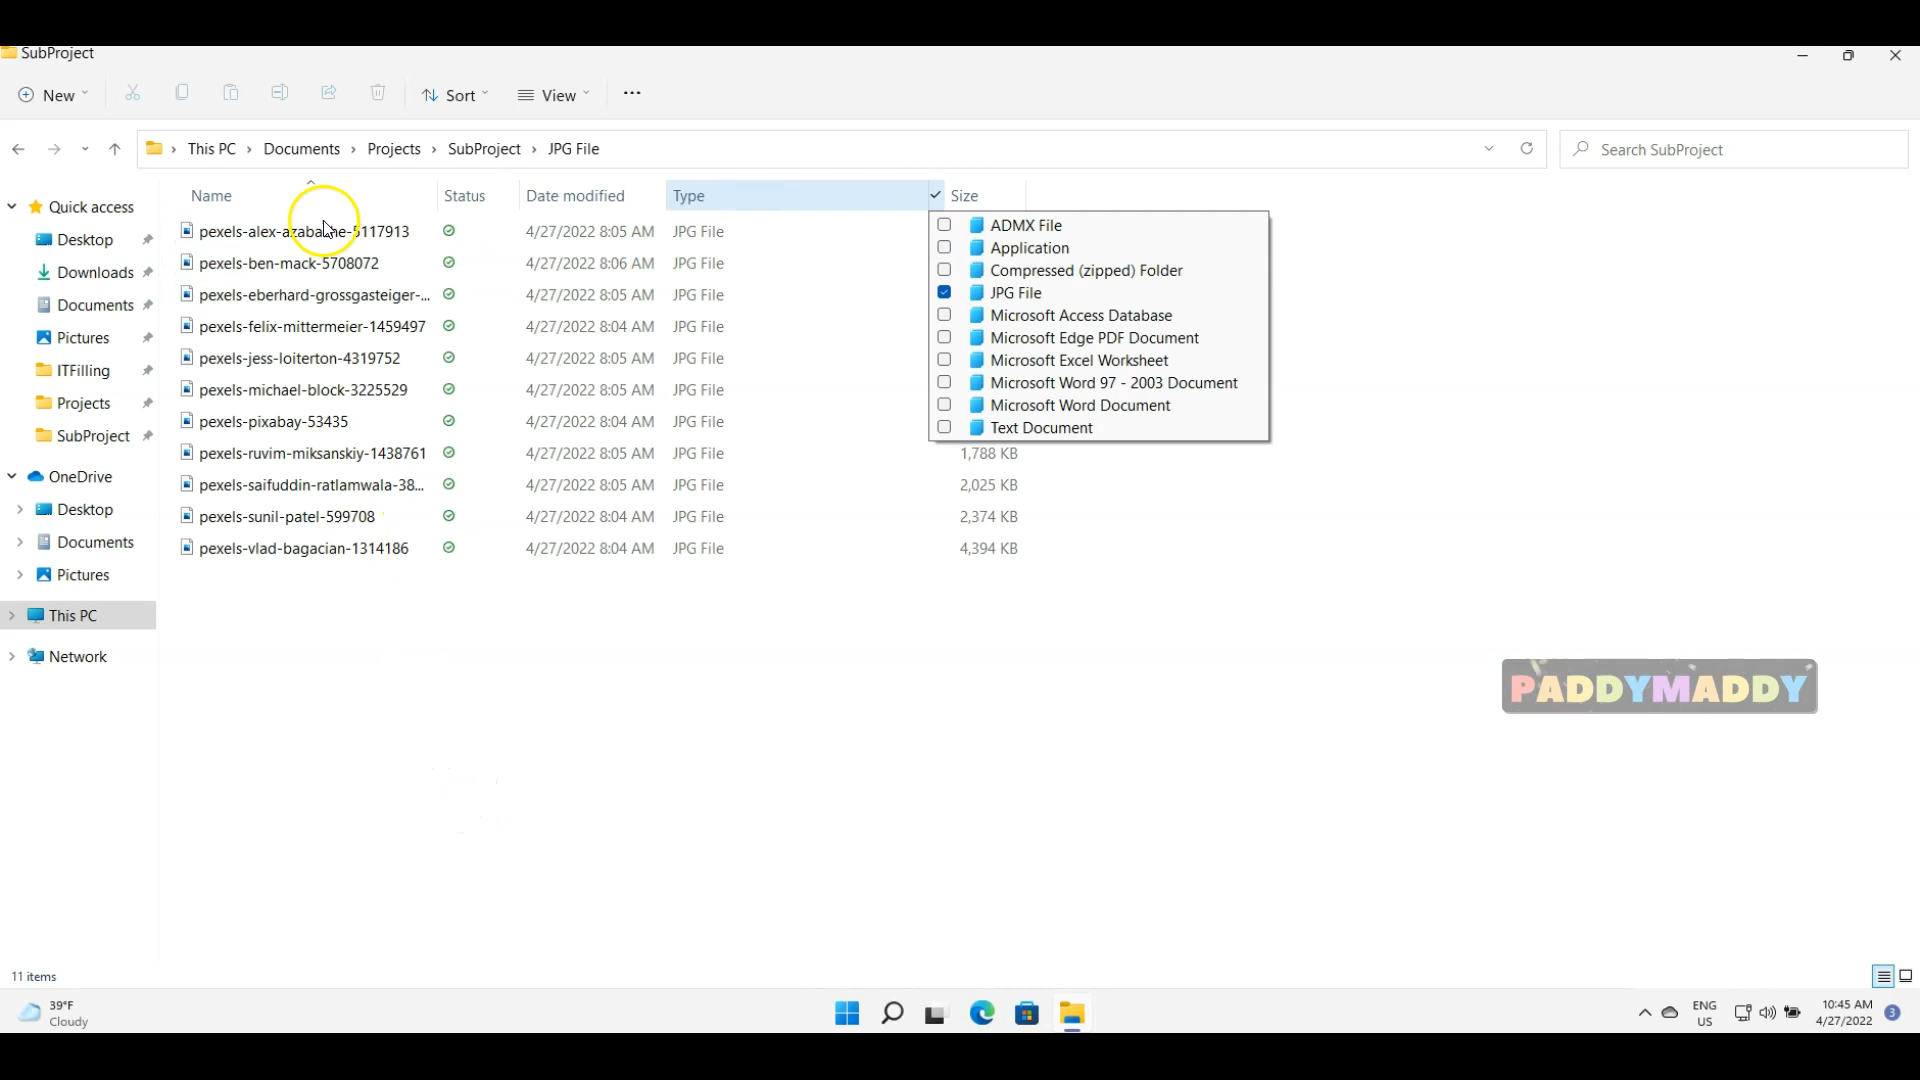 SubProject
New
Sort
View
This PC > Documents > Projects > SubProject > JPG File
Search SubProject
Quick access
Desktop
Downloads
Documents
Pictures
ITFilling
Projects
SubProject
OneDrive
Desktop
Documents
Pictures
This PC
Network
Name Status Date modified Type Size
pexels-alex-azabache-5117913 4/27/2022 8:05 AM JPG File
pexels-ben-mack-5708072 4/27/2022 8:06 AM JPG File
pexels-eberhard-grossgasteiger-... 4/27/2022 8:05 AM JPG File
pexels-felix-mittermeier-1459497 4/27/2022 8:04 AM JPG File
pexels-jess-loiterton-4319752 4/27/2022 8:05 AM JPG File
pexels-michael-block-3225529 4/27/2022 8:05 AM JPG File
pexels-pixabay-53435 4/27/2022 8:04 AM JPG File
pexels-ruvim-miksanskiy-1438761 4/27/2022 8:05 AM JPG File 1,788 KB
pexels-saifuddin-ratlamwala-38... 4/27/2022 8:05 AM JPG File 2,025 KB
pexels-sunil-patel-599708 4/27/2022 8:04 AM JPG File 2,374 KB
pexels-vlad-bagacian-1314186 4/27/2022 8:04 AM JPG File 4,394 KB
ADMX File
Application
Compressed (zipped) Folder
JPG File
Microsoft Access Database
Microsoft Edge PDF Document
Microsoft Excel Worksheet
Microsoft Word 97 - 2003 Document
Microsoft Word Document
Text Document
PADDYMADDY
11 items
39°F
Cloudy
ENG
US
10:45 AM
4/27/2022
3